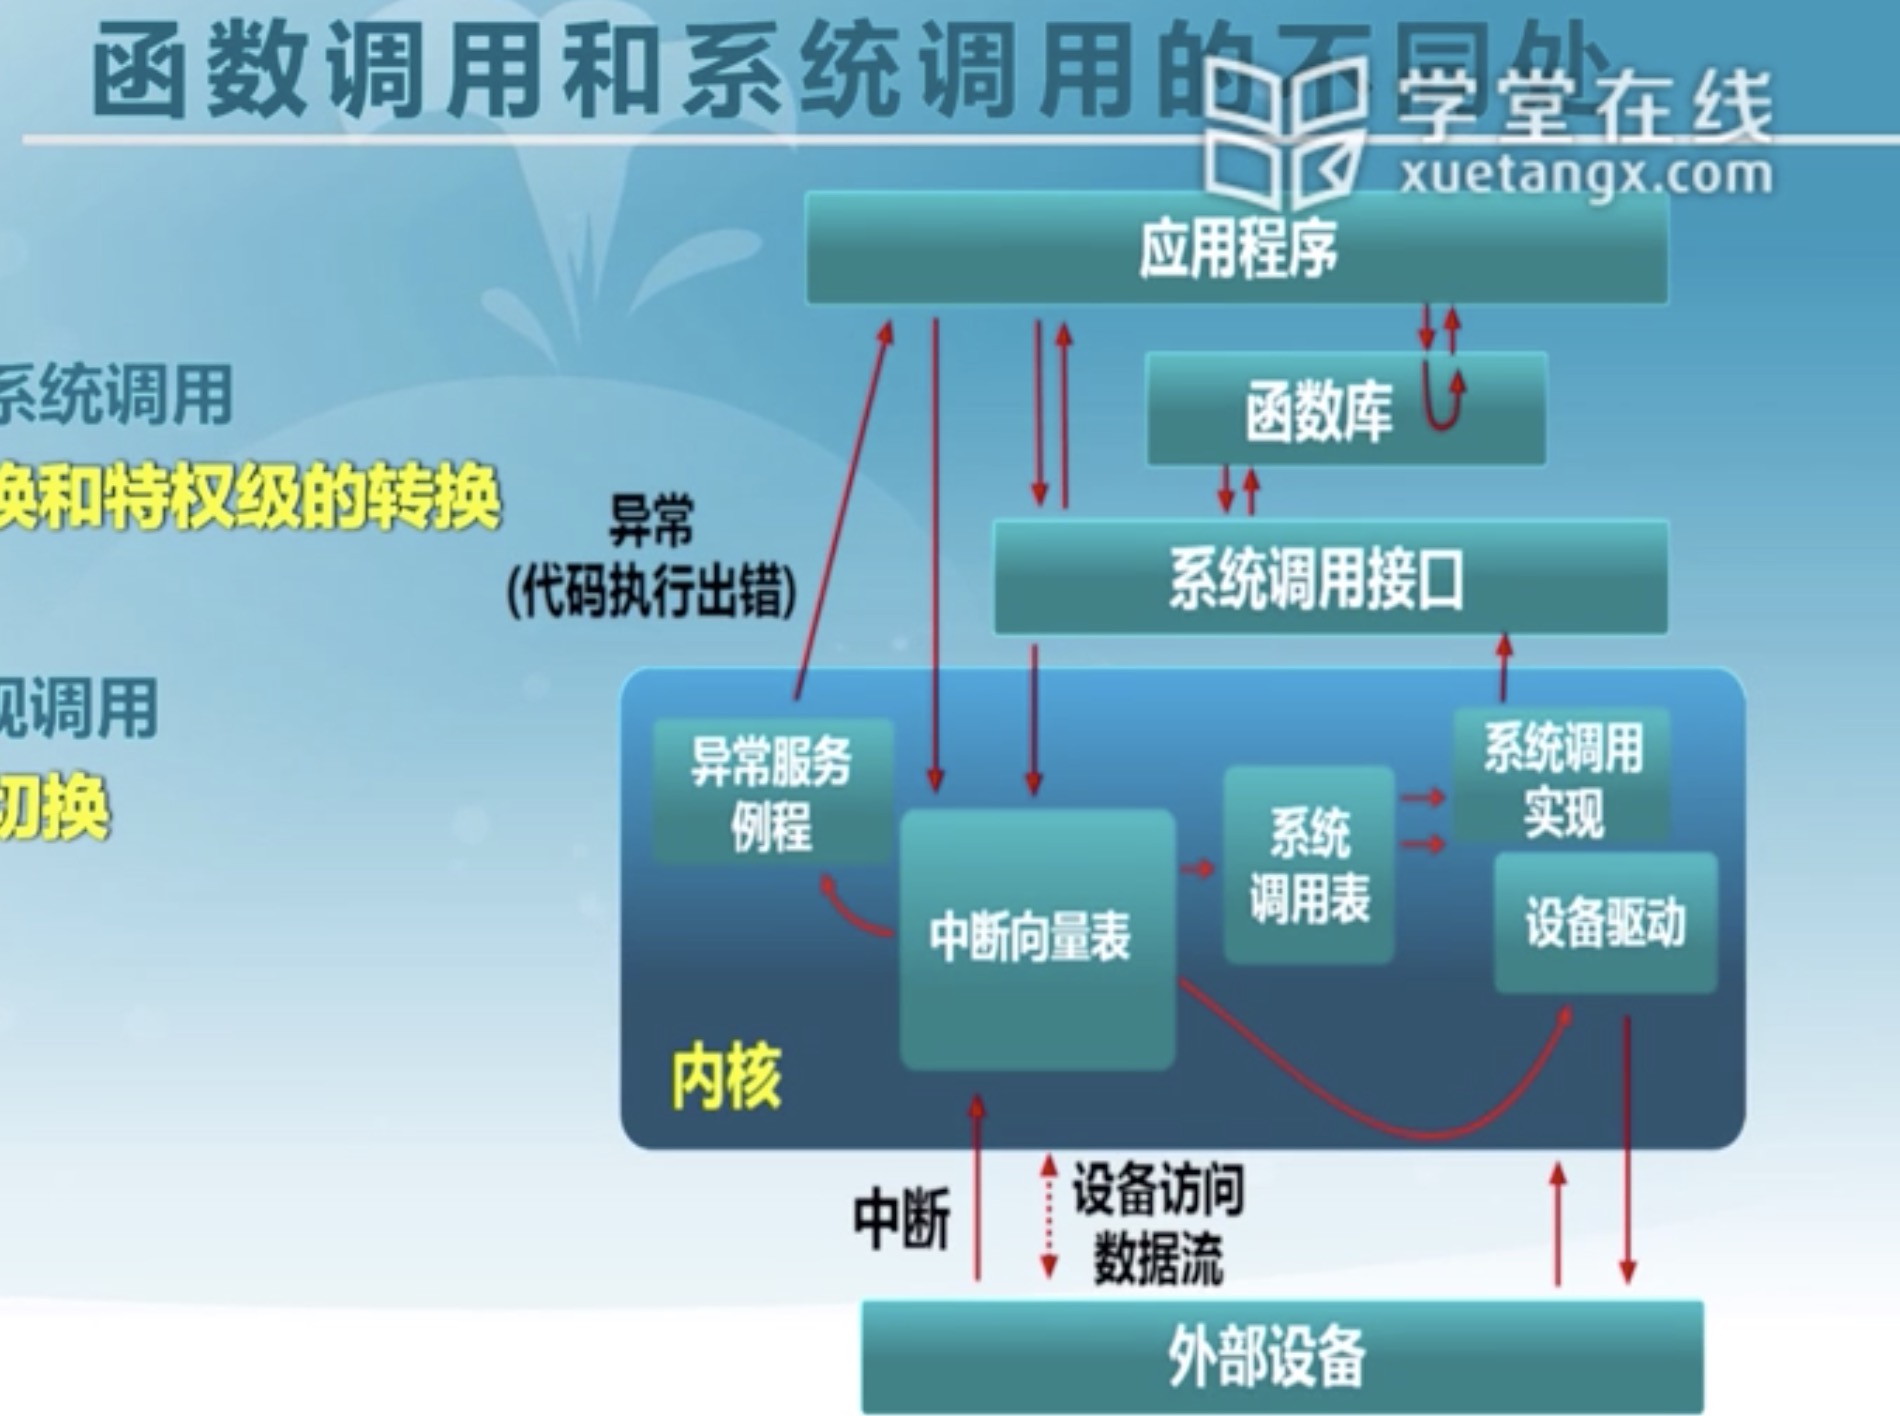 函数调用和系统调用的不同处
学堂在线
xuetangx.com
应用程序
系统调用
函数库
换和特权级的转换
异常
(代码执行出错)
系统调用接口
规调用
切换
异常服务
例程
中断向量表
系统
调用表
系统调用
实现
设备驱动
内核
中断
设备访问
数据流
外部设备